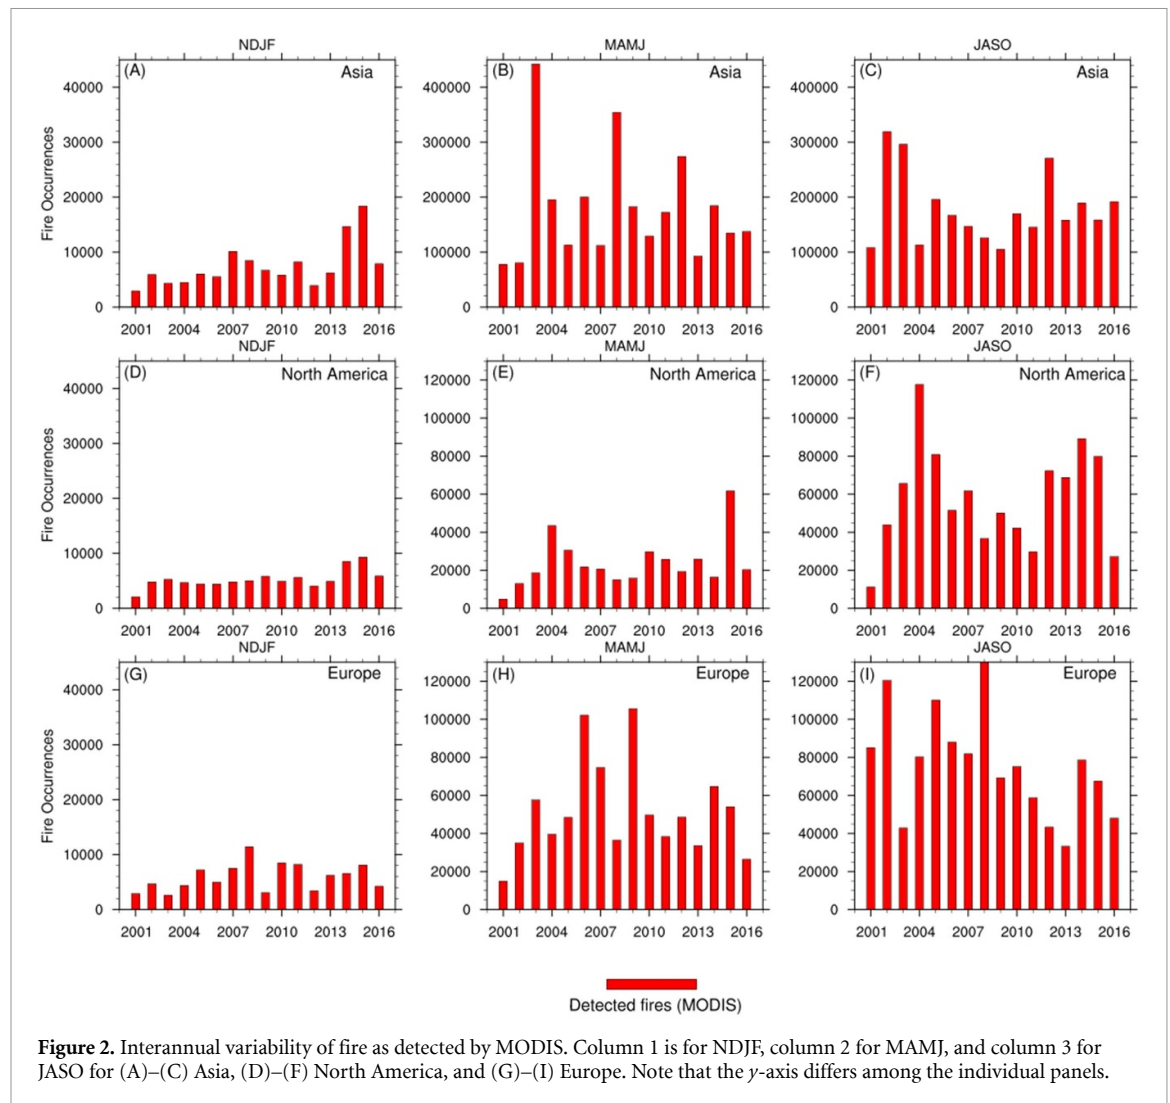 NDJF MAMJ JASO
(A) Asia (B) Asia (C) Asia
40000 400000 400000
30000 300000 300000
20000 200000 200000
10000 100000 100000
0 0 0
Fire Occurrences
2001 2004 2007 2010 2013 2016 2001 2004 2007 2010 2013 2016 2001 2004 2007 2010 2013 2016
NDJF MAMJ JASO
(D) North America (E) North America (F) North America
40000 120000 120000
30000 100000 100000
20000 80000 80000
10000 60000 60000
0 40000 40000
20000 20000
0 0
Fire Occurrences
2001 2004 2007 2010 2013 2016 2001 2004 2007 2010 2013 2016 2001 2004 2007 2010 2013 2016
NDJF MAMJ JASO
(G) Europe (H) Europe (I) Europe
40000 120000 120000
30000 100000 100000
20000 80000 80000
10000 60000 60000
0 40000 40000
20000 20000
0 0
Fire Occurrences
2001 2004 2007 2010 2013 2016 2001 2004 2007 2010 2013 2016 2001 2004 2007 2010 2013 2016
Detected fires (MODIS)
Figure 2. Interannual variability of fire as detected by MODIS. Column 1 is for NDJF, column 2 for MAMJ, and column 3 for
JASO for (A)–(C) Asia, (D)–(F) North America, and (G)–(I) Europe. Note that the y-axis differs among the individual panels.